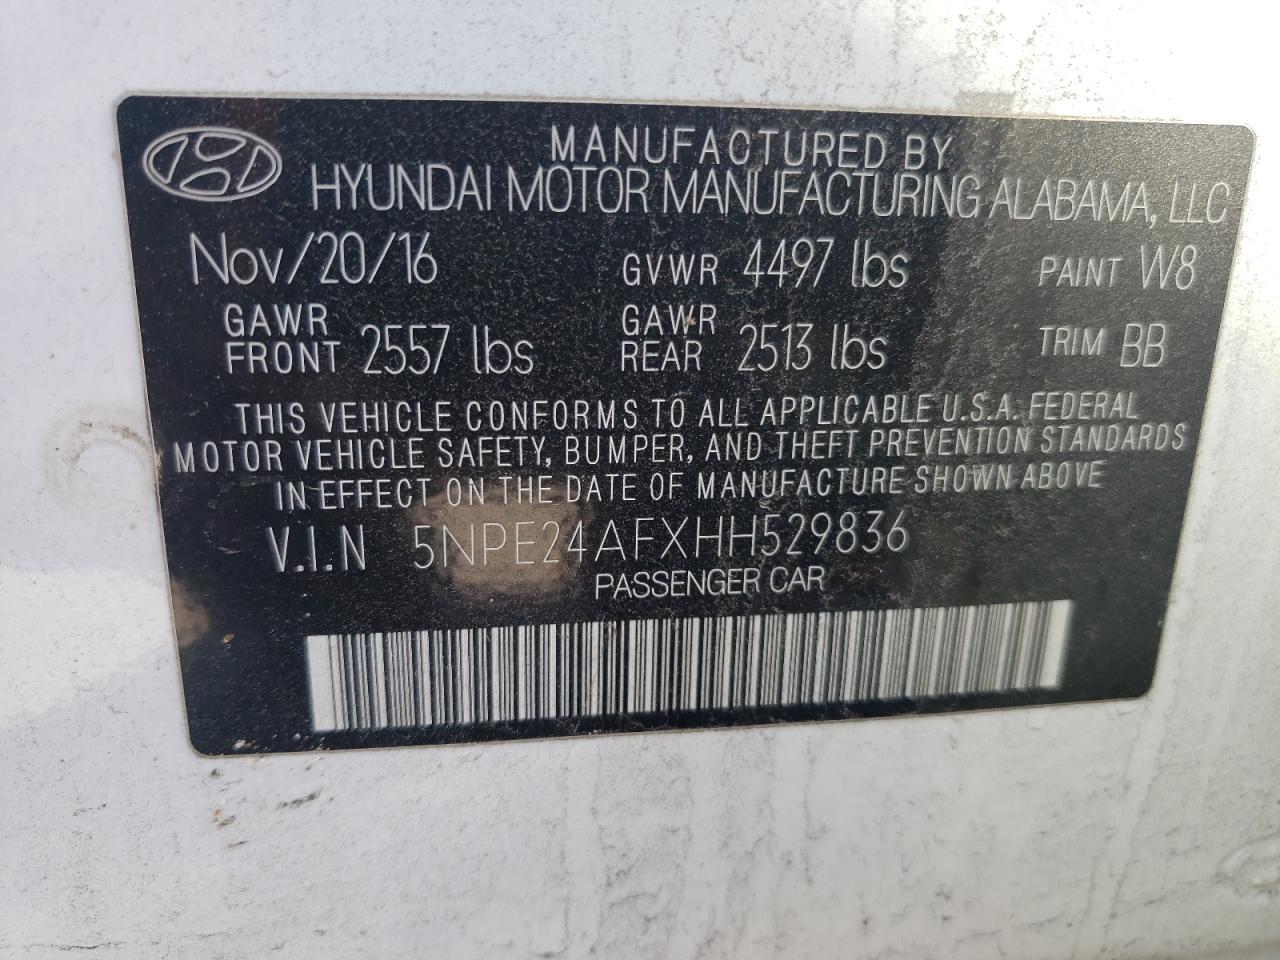 MANUFACTURED BY
HYUNDAI MOTOR MANUFACTURING ALABAMA, LLC
Nov/20/16 GVWR 4497 lbs PAINT W8
GAWR FRONT 2557 lbs GAWR REAR 2513 lbs TRIM BB
THIS VEHICLE CONFORMS TO ALL APPLICABLE U.S.A. FEDERAL
MOTOR VEHICLE SAFETY, BUMPER, AND THEFT PREVENTION STANDARDS
IN EFFECT ON THE DATE OF MANUFACTURE SHOWN ABOVE
V.I.N 5NPE24AFXHH529836
PASSENGER CAR